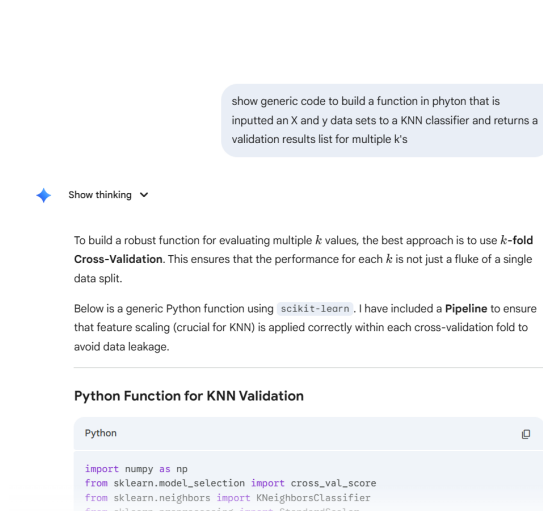 show generic code to build a function in phyton that is
inputted an X and y data sets to a KNN classifier and returns a
validation results list for multiple k's
Show thinking
To build a robust function for evaluating multiple k values, the best approach is to use k-fold
Cross-Validation. This ensures that the performance for each k is not just a fluke of a single
data split.
Below is a generic Python function using scikit-learn. I have included a Pipeline to ensure
that feature scaling (crucial for KNN) is applied correctly within each cross-validation fold to
avoid data leakage.
Python Function for KNN Validation
Python
import numpy as np
from sklearn.model_selection import cross_val_score
from sklearn.neighbors import KNeighborsClassifier